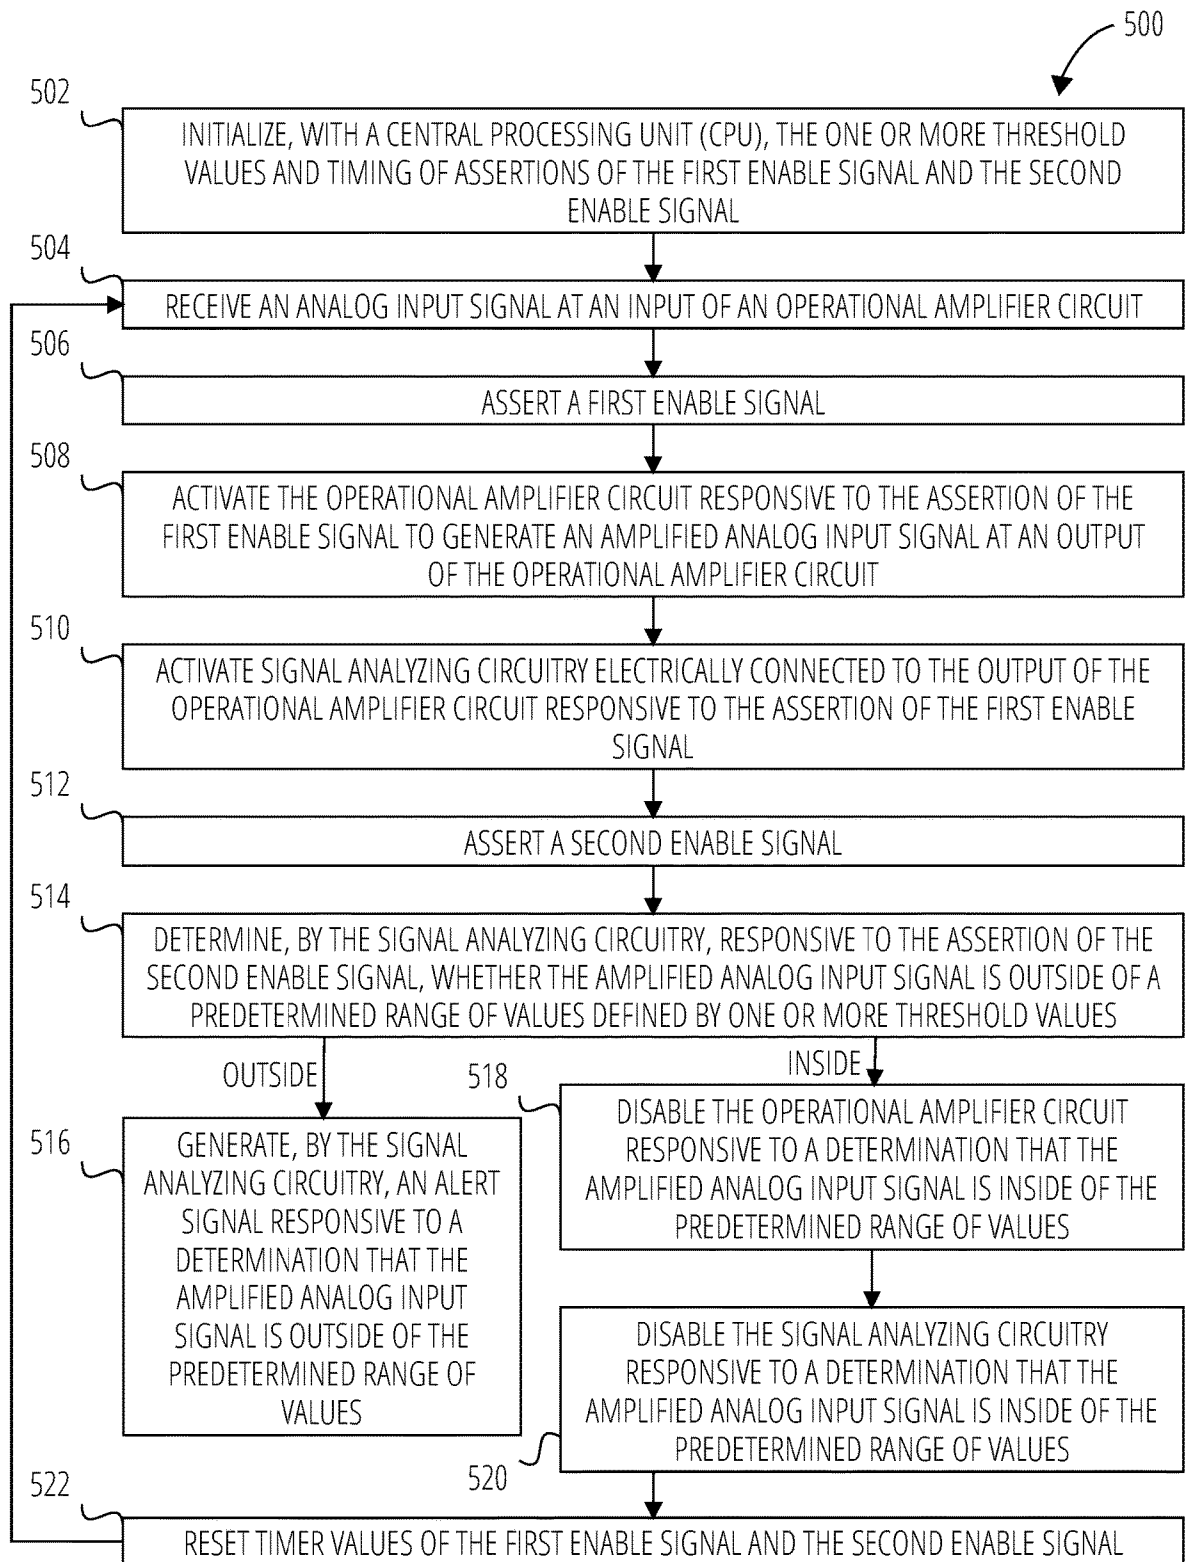 500
502
INITIALIZE, WITH A CENTRAL PROCESSING UNIT (CPU), THE ONE OR MORE THRESHOLD
VALUES AND TIMING OF ASSERTIONS OF THE FIRST ENABLE SIGNAL AND THE SECOND
ENABLE SIGNAL
504
RECEIVE AN ANALOG INPUT SIGNAL AT AN INPUT OF AN OPERATIONAL AMPLIFIER CIRCUIT
506
ASSERT A FIRST ENABLE SIGNAL
508
ACTIVATE THE OPERATIONAL AMPLIFIER CIRCUIT RESPONSIVE TO THE ASSERTION OF THE
FIRST ENABLE SIGNAL TO GENERATE AN AMPLIFIED ANALOG INPUT SIGNAL AT AN OUTPUT
OF THE OPERATIONAL AMPLIFIER CIRCUIT
510
ACTIVATE SIGNAL ANALYZING CIRCUITRY ELECTRICALLY CONNECTED TO THE OUTPUT OF THE
OPERATIONAL AMPLIFIER CIRCUIT RESPONSIVE TO THE ASSERTION OF THE FIRST ENABLE
SIGNAL
512
ASSERT A SECOND ENABLE SIGNAL
514
DETERMINE, BY THE SIGNAL ANALYZING CIRCUITRY, RESPONSIVE TO THE ASSERTION OF THE
SECOND ENABLE SIGNAL, WHETHER THE AMPLIFIED ANALOG INPUT SIGNAL IS OUTSIDE OF A
PREDETERMINED RANGE OF VALUES DEFINED BY ONE OR MORE THRESHOLD VALUES
OUTSIDE
516
GENERATE, BY THE SIGNAL
ANALYZING CIRCUITRY, AN ALERT
SIGNAL RESPONSIVE TO A
DETERMINATION THAT THE
AMPLIFIED ANALOG INPUT
SIGNAL IS OUTSIDE OF THE
PREDETERMINED RANGE OF
VALUES
INSIDE
518
DISABLE THE OPERATIONAL AMPLIFIER CIRCUIT
RESPONSIVE TO A DETERMINATION THAT THE
AMPLIFIED ANALOG INPUT SIGNAL IS INSIDE OF THE
PREDETERMINED RANGE OF VALUES
DISABLE THE SIGNAL ANALYZING CIRCUITRY
RESPONSIVE TO A DETERMINATION THAT THE
AMPLIFIED ANALOG INPUT SIGNAL IS INSIDE OF THE
PREDETERMINED RANGE OF VALUES
520
522
RESET TIMER VALUES OF THE FIRST ENABLE SIGNAL AND THE SECOND ENABLE SIGNAL